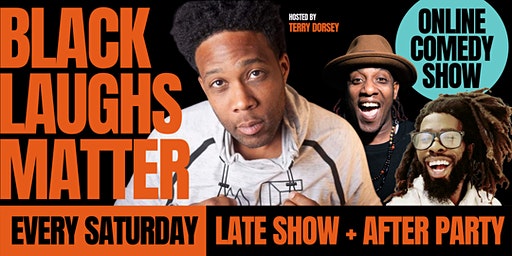 BLACK
LAUGHS
MATTER
HOSTED BY
TERRY DORSEY
ONLINE
COMEDY
SHOW
EVERY SATURDAY
LATE SHOW + AFTER PARTY